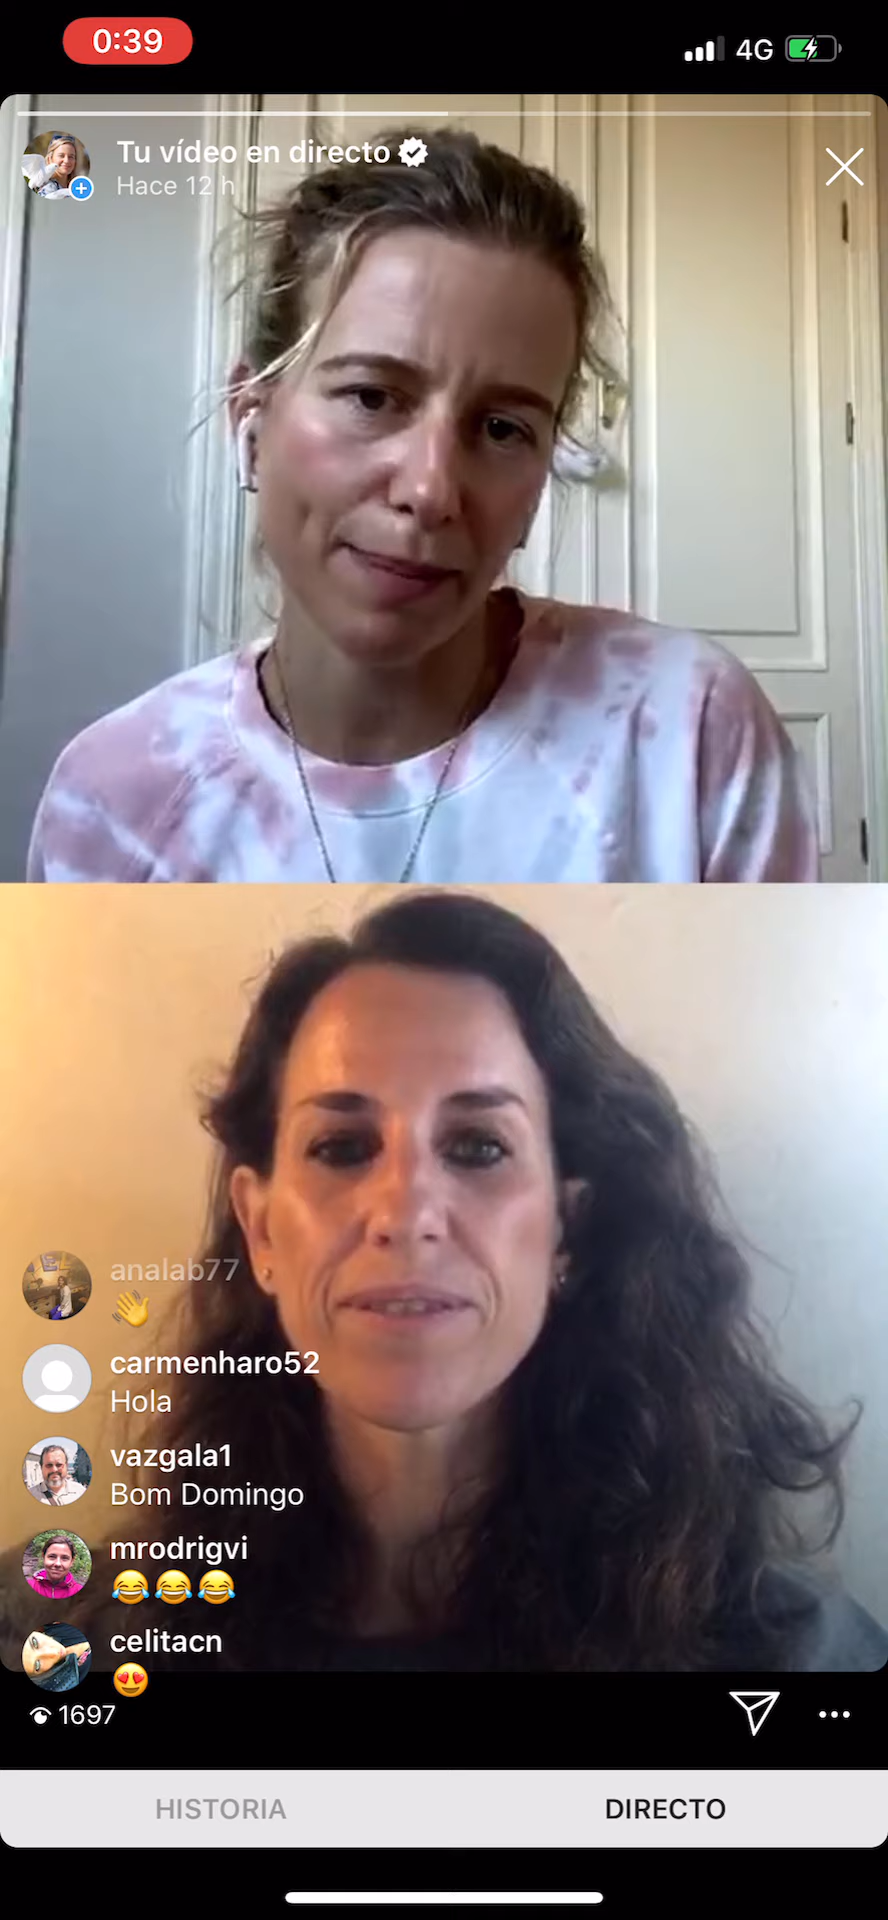 0:39
4G
Tu vídeo en directo
Hace 12 h
analab77
👋
carmenharo52
Hola
vazgala1
Bom Domingo
mrodrigvi
😂😂😂
celitacn
😍
1697
HISTORIA
DIRECTO